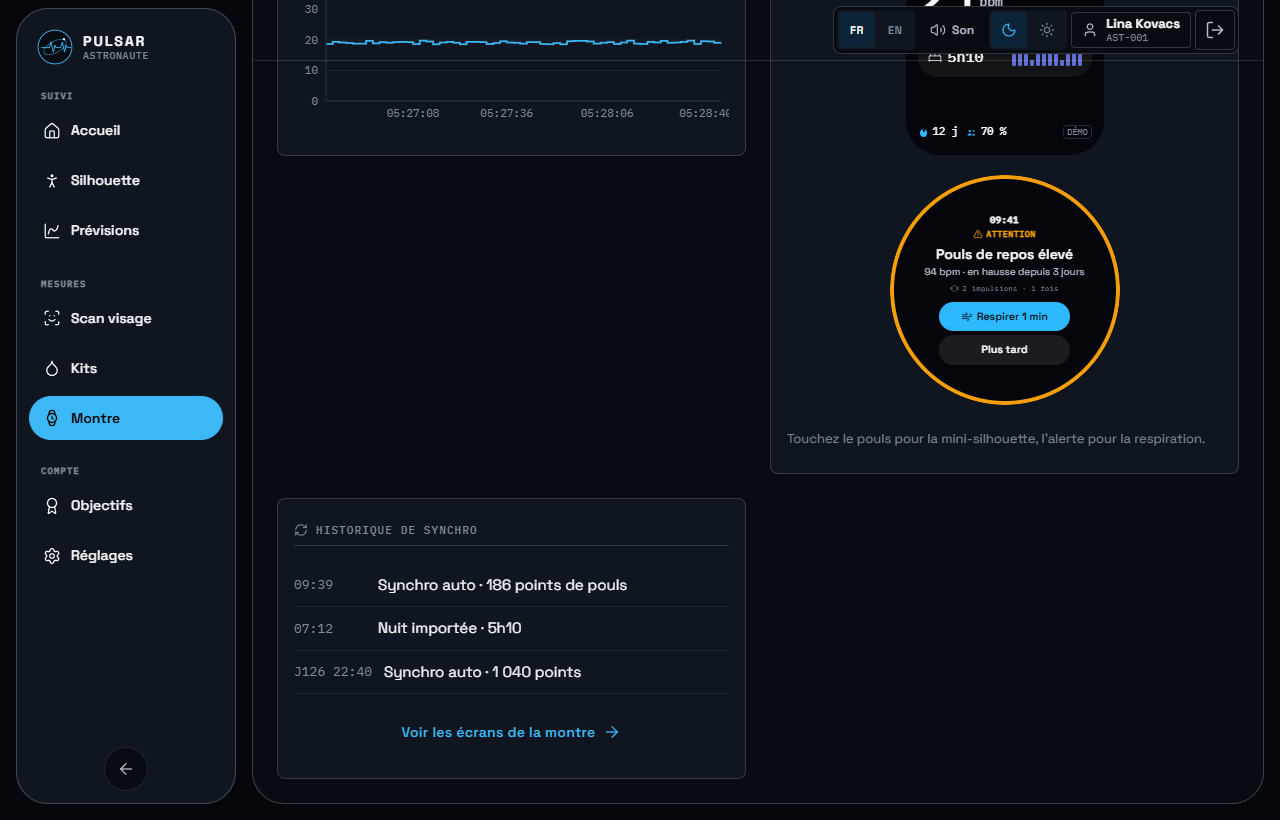 PULSAR
ASTRONAUTE
SUIVI
Accueil
Silhouette
Prévisions
MESURES
Scan visage
Kits
Montre
COMPTE
Objectifs
Réglages
FR
EN
Son
Lina Kovacs
AST-001
30
20
10
0
05:27:08
05:27:36
05:28:06
05:28:40
bpm
5h10
12 j
70 %
DÉMO
09:41
ATTENTION
Pouls de repos élevé
94 bpm · en hausse depuis 3 jours
2 impulsions · 1 fois
Respirer 1 min
Plus tard
Touchez le pouls pour la mini-silhouette, l'alerte pour la respiration.
HISTORIQUE DE SYNCHRO
09:39 Synchro auto · 186 points de pouls
07:12 Nuit importée · 5h10
J126 22:40 Synchro auto · 1 040 points
Voir les écrans de la montre